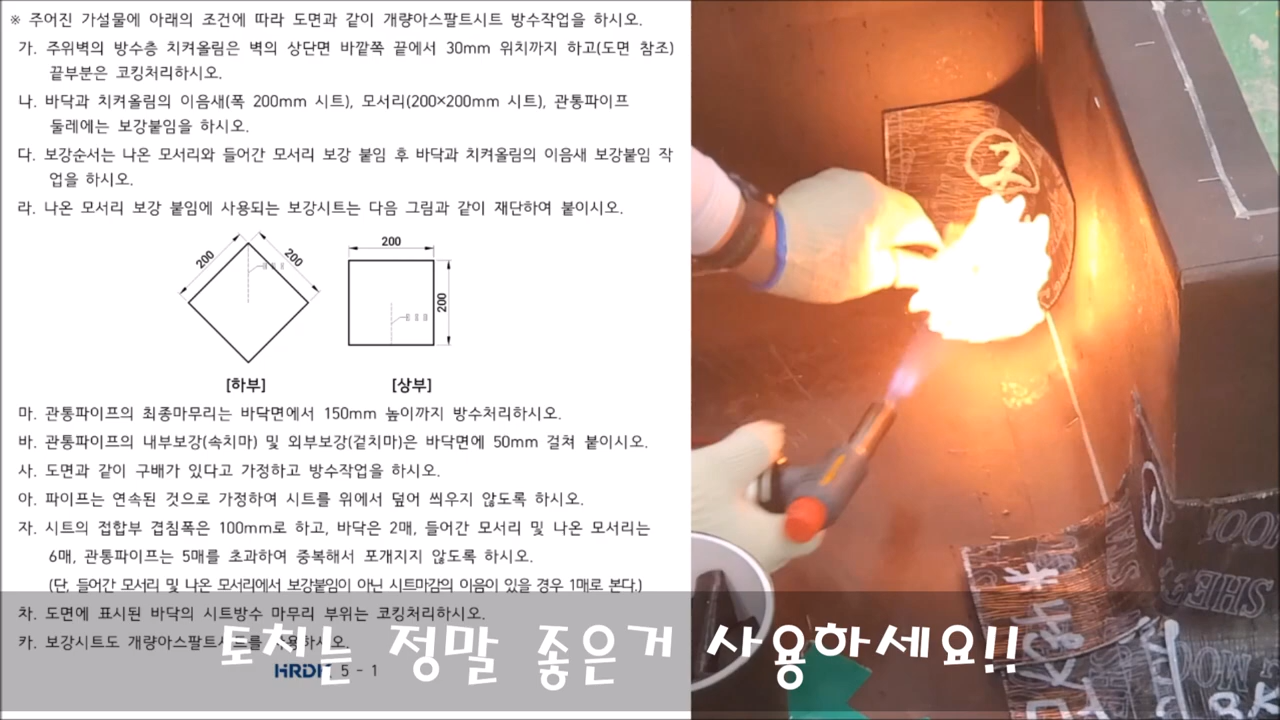 ※ 주어진 가설물에 아래의 조건에 따라 도면과 같이 개량아스팔트시트 방수작업을 하시오.
가. 주위벽의 방수층 치켜올림은 벽의 상단면 바깥쪽 끝에서 30mm 위치까지 하고(도면 참조)
끝부분은 코킹처리하시오.
나. 바닥과 치켜올림의 이음새(폭 200mm 시트), 모서리(200×200mm 시트), 관통파이프
둘레에는 보강붙임을 하시오.
다. 보강순서는 나온 모서리와 들어간 모서리 보강 붙임 후 바닥과 치켜올림의 이음새 보강붙임 작
업을 하시오.
라. 나온 모서리 보강 붙임에 사용되는 보강시트는 다음 그림과 같이 재단하여 붙이시오.
200
200
200
200
[하부]
[상부]
마. 관통파이프의 최종마무리는 바닥면에서 150mm 높이까지 방수처리하시오.
바. 관통파이프의 내부보강(속치마) 및 외부보강(겉치마)은 바닥면에 50mm 걸쳐 붙이시오.
사. 도면과 같이 구배가 있다고 가정하고 방수작업을 하시오.
아. 파이프는 연속된 것으로 가정하여 시트를 위에서 덮어 씌우지 않도록 하시오.
자. 시트의 접합부 겹침폭은 100mm로 하고, 바닥은 2매, 들어간 모서리 및 나온 모서리는
6매, 관통파이프는 5매를 초과하여 중복해서 포개지지 않도록 하시오.
(단, 들어간 모서리 및 나온 모서리에서 보강붙임이 아닌 시트마감의 이음이 있을 경우 1매로 본다.)
차. 도면에 표시된 바닥의 시트방수 마무리 부위는 코킹처리하시오.
카. 보강시트도 개량아스팔트시트를 사용하시오.
토치는 정말 좋은거 사용하세요!!
HRDK 5 - 1